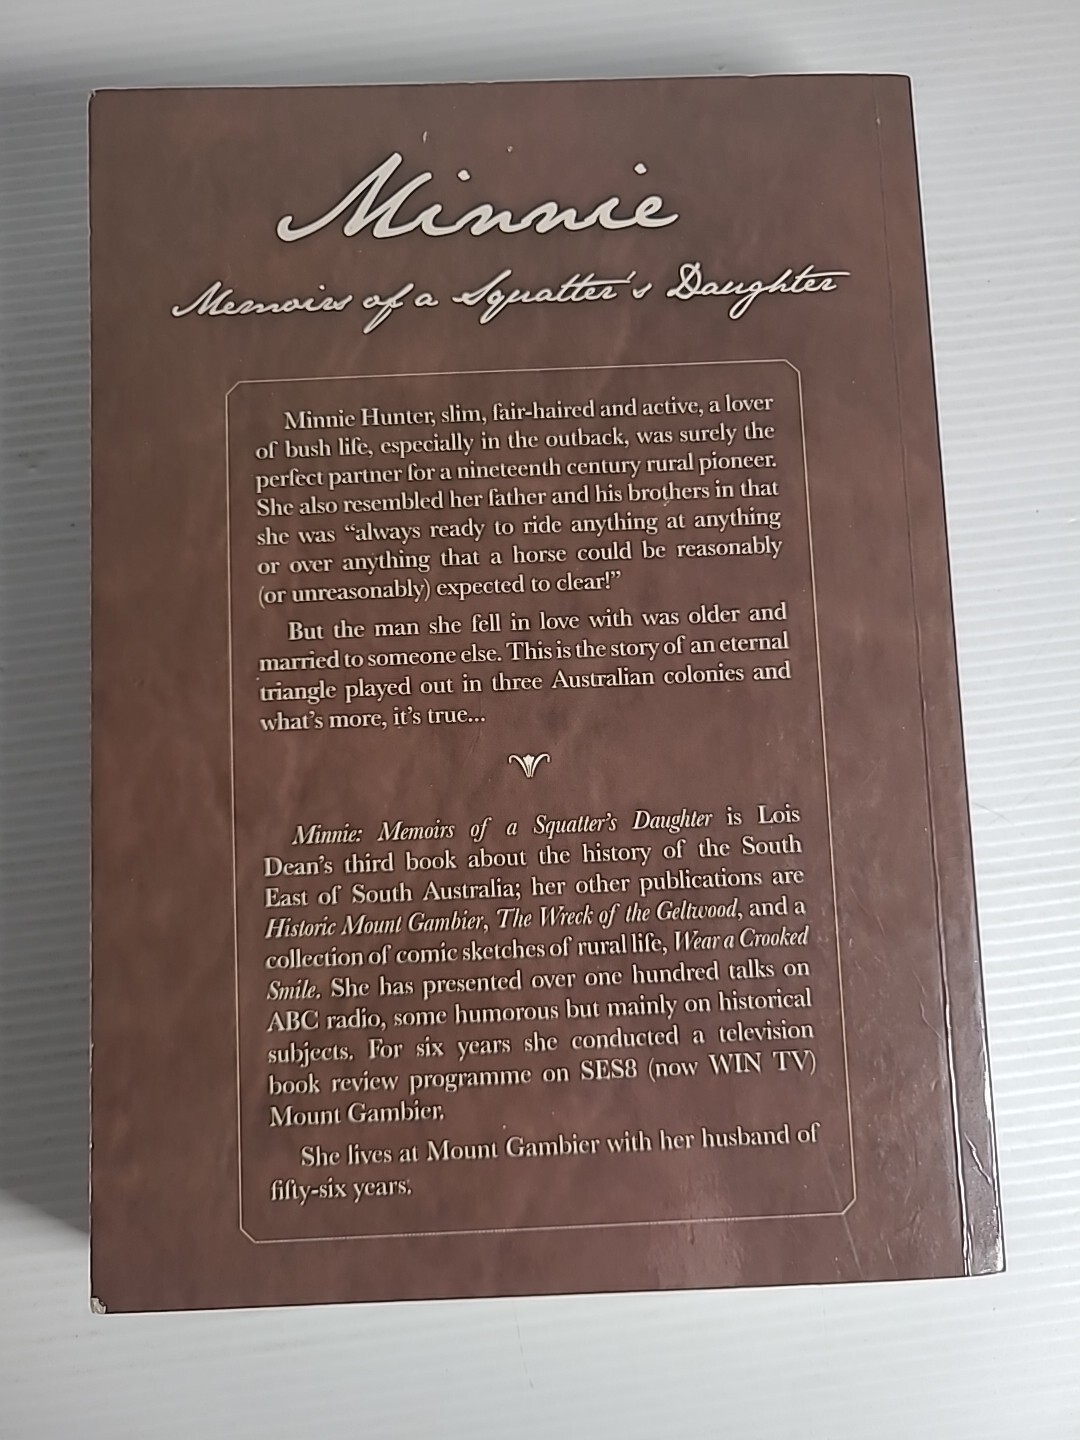 Minnie
Memoirs of a Squatter's Daughter
Minnie Hunter, slim, fair-haired and active, a lover
of bush life, especially in the outback, was surely the
perfect partner for a nineteenth century rural pioneer.
She also resembled her father and his brothers in that
she was “always ready to ride anything at anything
or over anything that a horse could be reasonably
(or unreasonably) expected to clear!”
But the man she fell in love with was older and
married to someone else. This is the story of an eternal
triangle played out in three Australian colonies and
what's more, it's true...
Minnie: Memoirs of a Squatter's Daughter is Lois
Dean's third book about the history of the South
East of South Australia; her other publications are
Historic Mount Gambier, The Wreck of the Geltwood, and a
collection of comic sketches of rural life, Wear a Crooked
Smile. She has presented over one hundred talks on
ABC radio, some humorous but mainly on historical
subjects. For six years she conducted a television
book review programme on SES8 (now WIN TV)
Mount Gambier.
She lives at Mount Gambier with her husband of
fifty-six years.